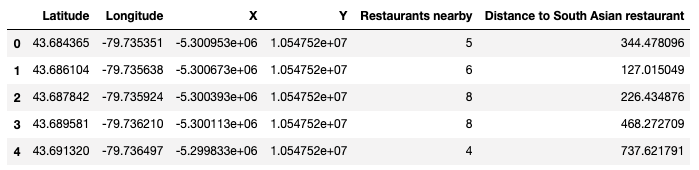 Latitude Longitude X Y Restaurants nearby Distance to South Asian restaurant
0 43.684365 -79.735351 -5.300953e+06 1.054752e+07 5 344.478096
1 43.686104 -79.735638 -5.300673e+06 1.054752e+07 6 127.015049
2 43.687842 -79.735924 -5.300393e+06 1.054752e+07 8 226.434876
3 43.689581 -79.736210 -5.300113e+06 1.054752e+07 8 468.272709
4 43.691320 -79.736497 -5.299833e+06 1.054752e+07 4 737.621791